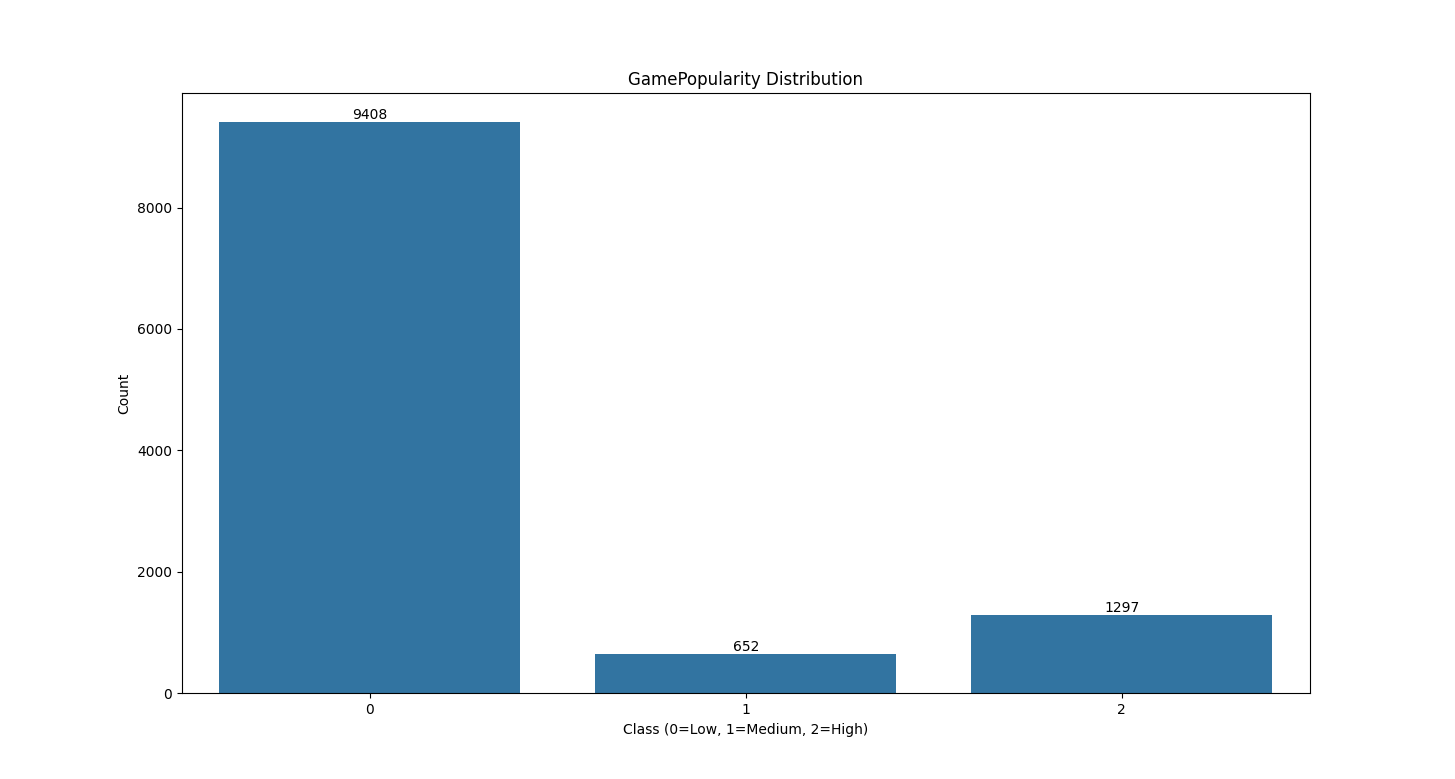 GamePopularity Distribution
9408
652
1297
8000
6000
4000
2000
0
Count
0 1 2
Class (0=Low, 1=Medium, 2=High)